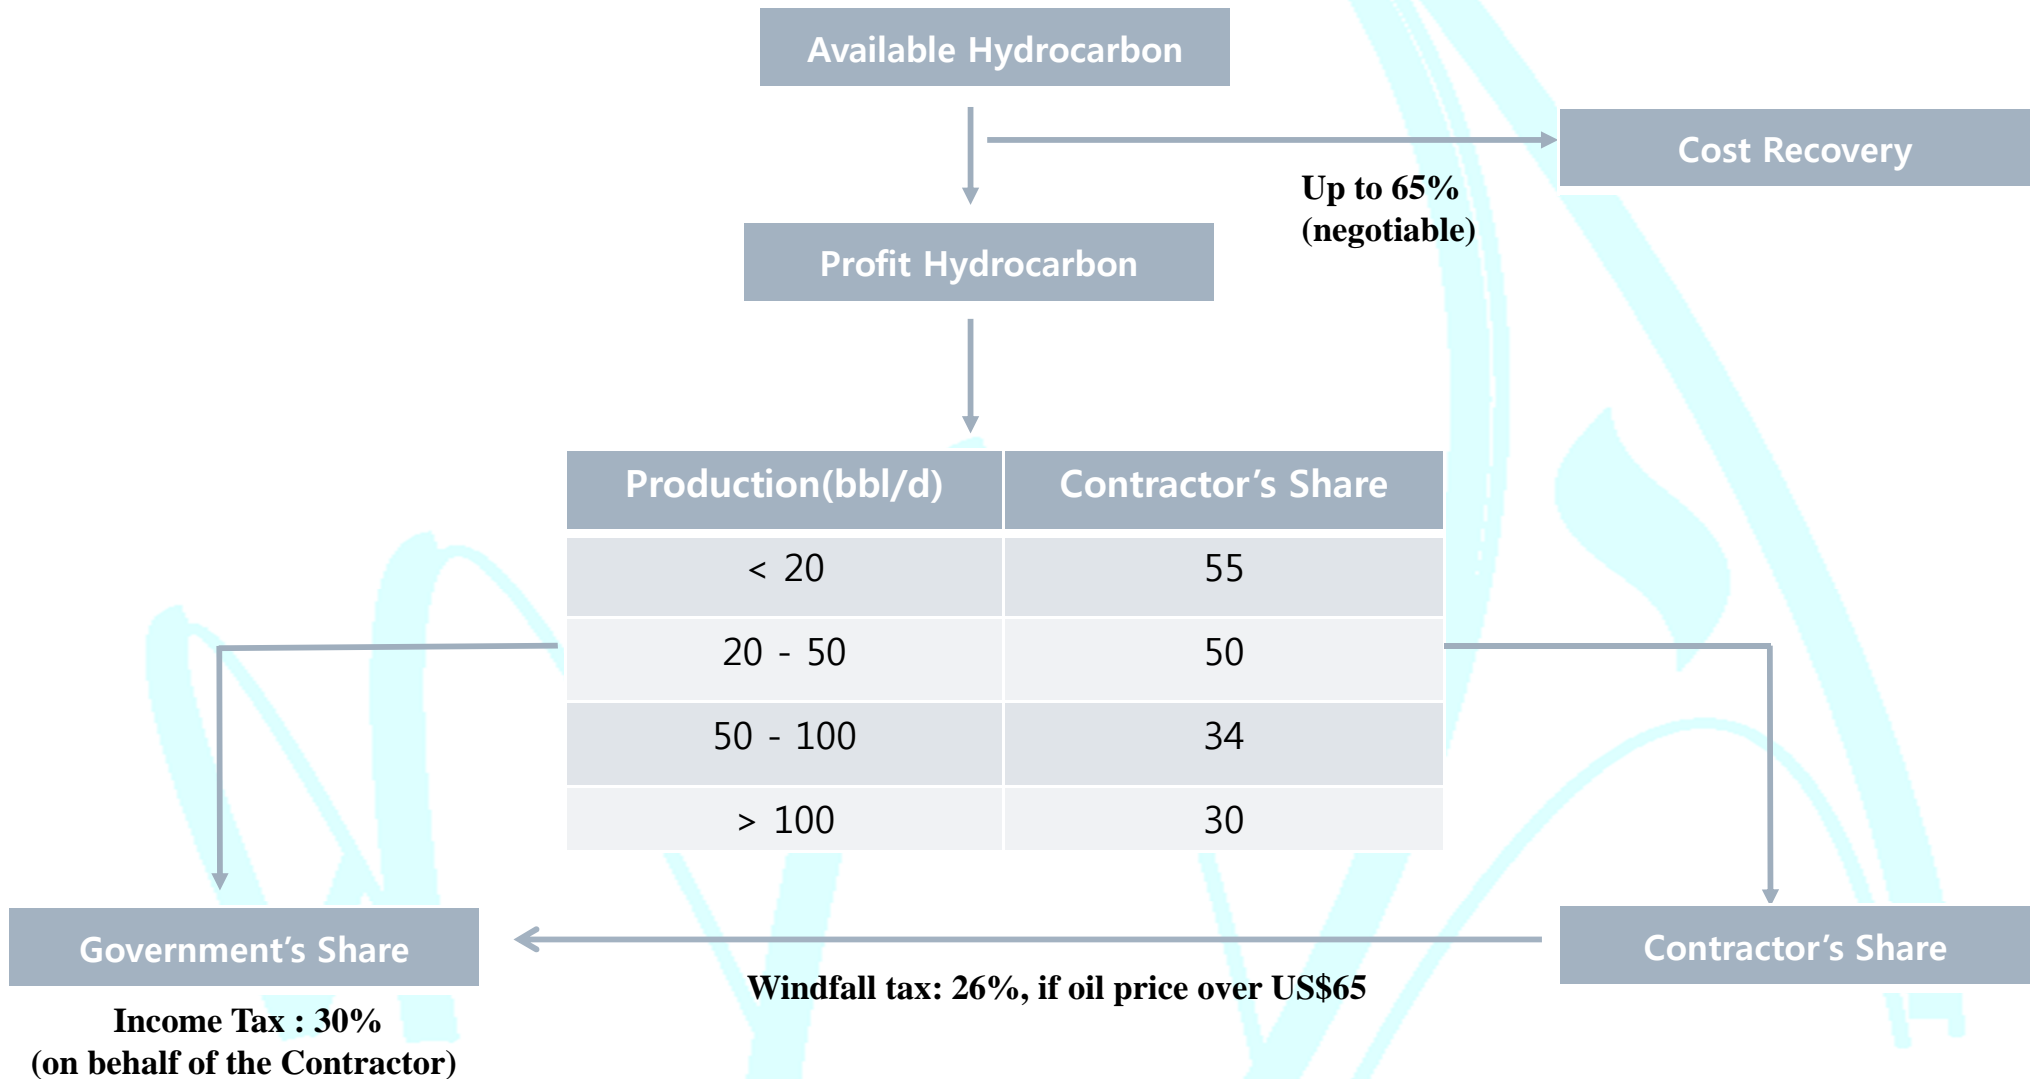 Available Hydrocarbon
Cost Recovery
Up to 65%
(negotiable)
Profit Hydrocarbon
Production(bbl/d) Contractor’s Share
< 20 55
20 - 50 50
50 - 100 34
> 100 30
Government’s Share
Contractor’s Share
Windfall tax: 26%, if oil price over US$65
Income Tax : 30%
(on behalf of the Contractor)